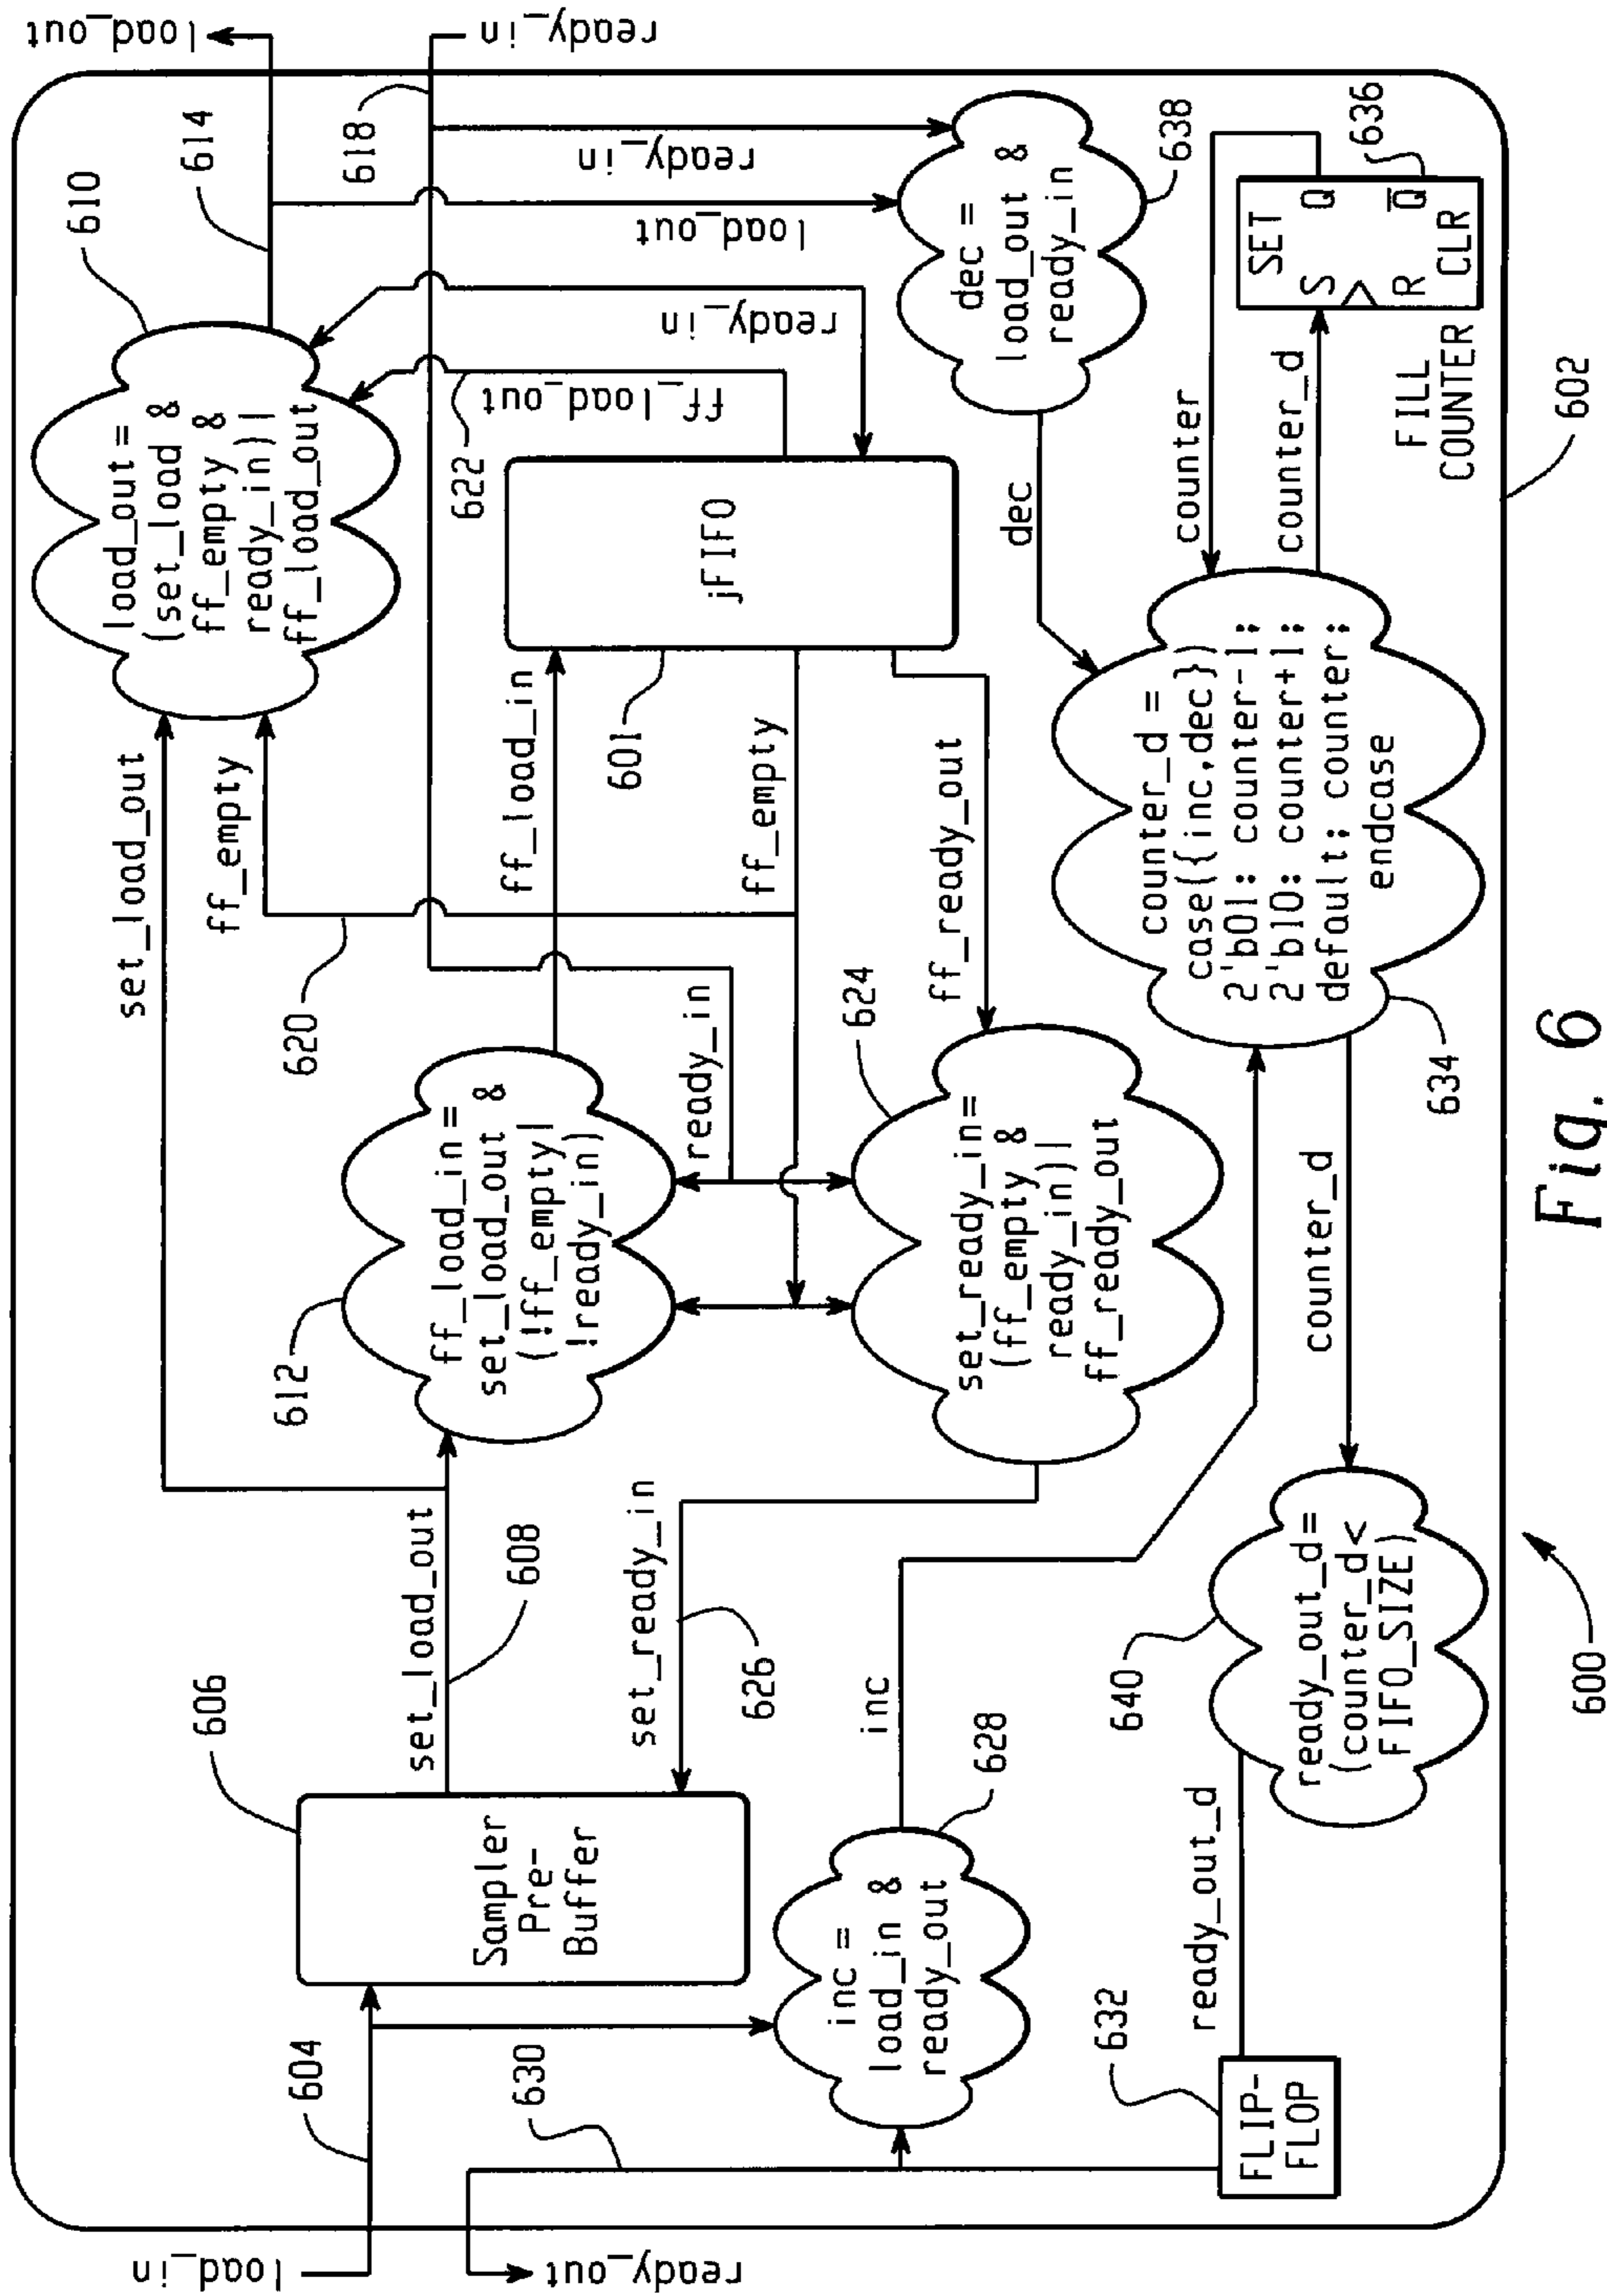 load_in
ready_out
604
630
606
Sampler
Pre-
Buffer
set_load_out
608
set_ready_in
626
inc =
load_in &
ready_out
628
inc
632
FLIP-
FLOP
ready_out_d
640
ready_out_d=
(counter_d<
FIFO_SIZE)
counter_d
612
ff_load_in=
set_load_out &
(!ff_empty|
!ready_in)
ready_in
624
set_ready_in=
(ff_empty &
ready_in)|
ff_ready_out
set_load_out
ff_empty
620
ff_load_in
601
ff_empty
ff_ready_out
jFIFO
622
ff_load_out
ready_in
610
load_out=
(set_load &
ff_empty &
ready_in)|
ff_load_out
614
618
load_out
ready_in
load_out
ready_in
dec =
load_out &
ready_in
638
dec
counter_d =
case({inc,dec})
2'b01: counter-1;
2'b10: counter+1;
default; counter;
endcase
634
counter
counter_d
SET
S Q
R Q
CLR
636
FILL
COUNTER
602
600
Fig. 6